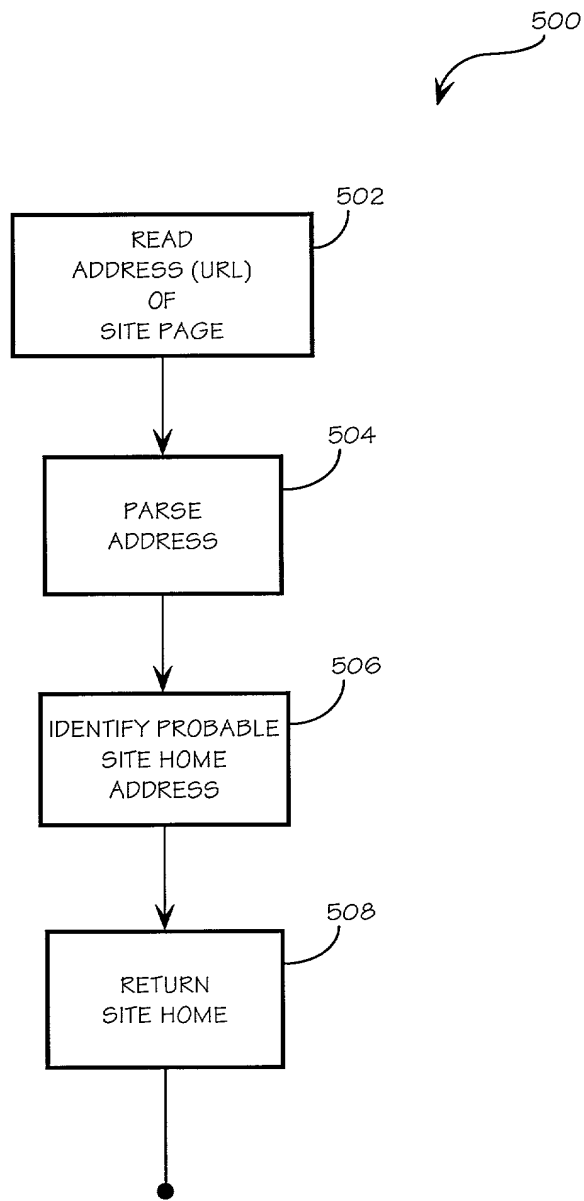 500
502
READ
ADDRESS (URL)
OF
SITE PAGE
504
PARSE
ADDRESS
506
IDENTIFY PROBABLE
SITE HOME
ADDRESS
508
RETURN
SITE HOME